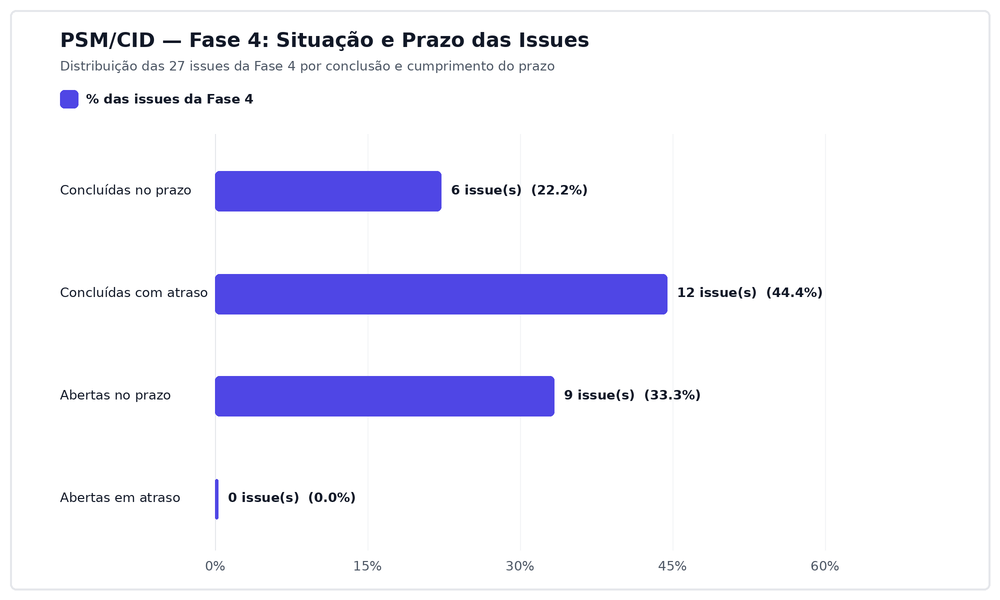 PSM/CID — Fase 4: Situação e Prazo das Issues
Distribuição das 27 issues da Fase 4 por conclusão e cumprimento do prazo
% das issues da Fase 4
Concluídas no prazo 6 issue(s) (22.2%)
Concluídas com atraso 12 issue(s) (44.4%)
Abertas no prazo 9 issue(s) (33.3%)
Abertas em atraso 0 issue(s) (0.0%)
0% 15% 30% 45% 60%